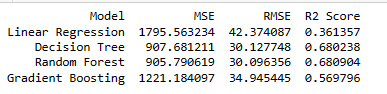 Model MSE RMSE R2 Score
Linear Regression 1795.563234 42.374087 0.361357
Decision Tree 907.681211 30.127748 0.680238
Random Forest 905.790619 30.096356 0.680904
Gradient Boosting 1221.184097 34.945445 0.569796